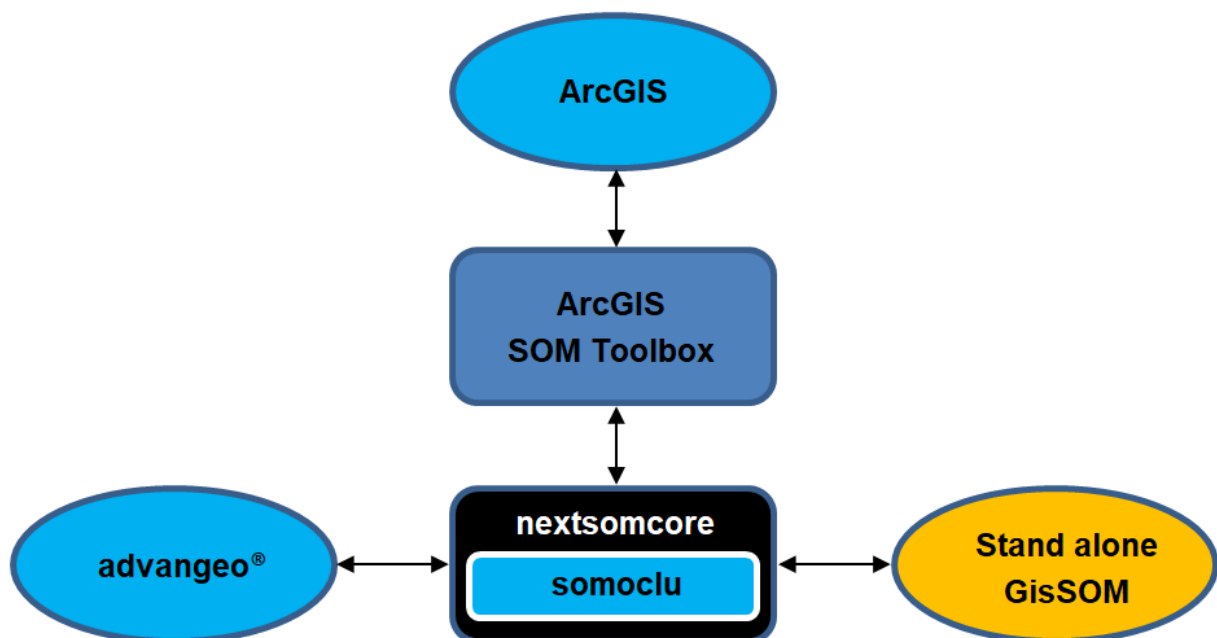 ArcGIS
ArcGIS
SOM Toolbox
nextsomcore
somoclu
advangeo®
Stand alone
GisSOM